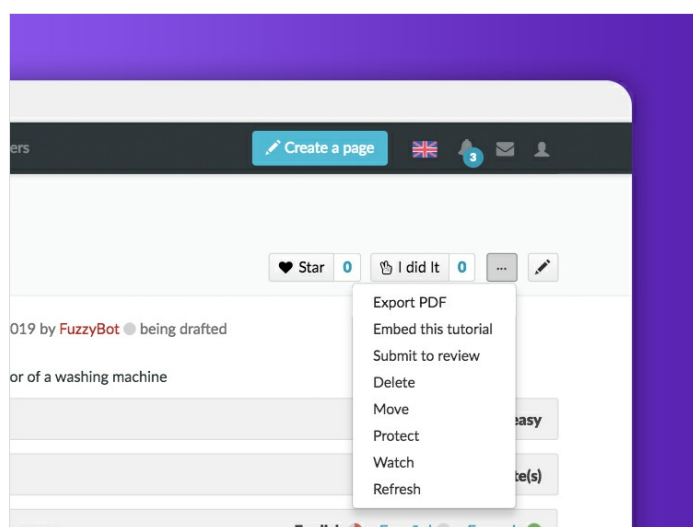 ers
Create a page
3
Star 0
I did It 0
...
Export PDF
019 by FuzzyBot being drafted
Embed this tutorial
Submit to review
or of a washing machine
Delete
Move
easy
Protect
Watch
te(s)
Refresh